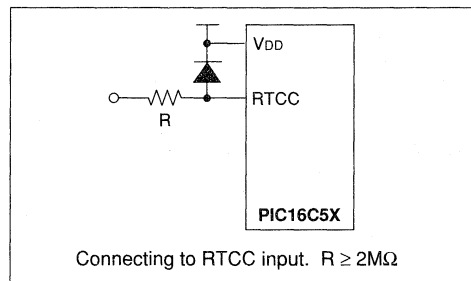 VDD
RTCC
R
PIC16C5X
Connecting to RTCC input. R ≥ 2MΩ